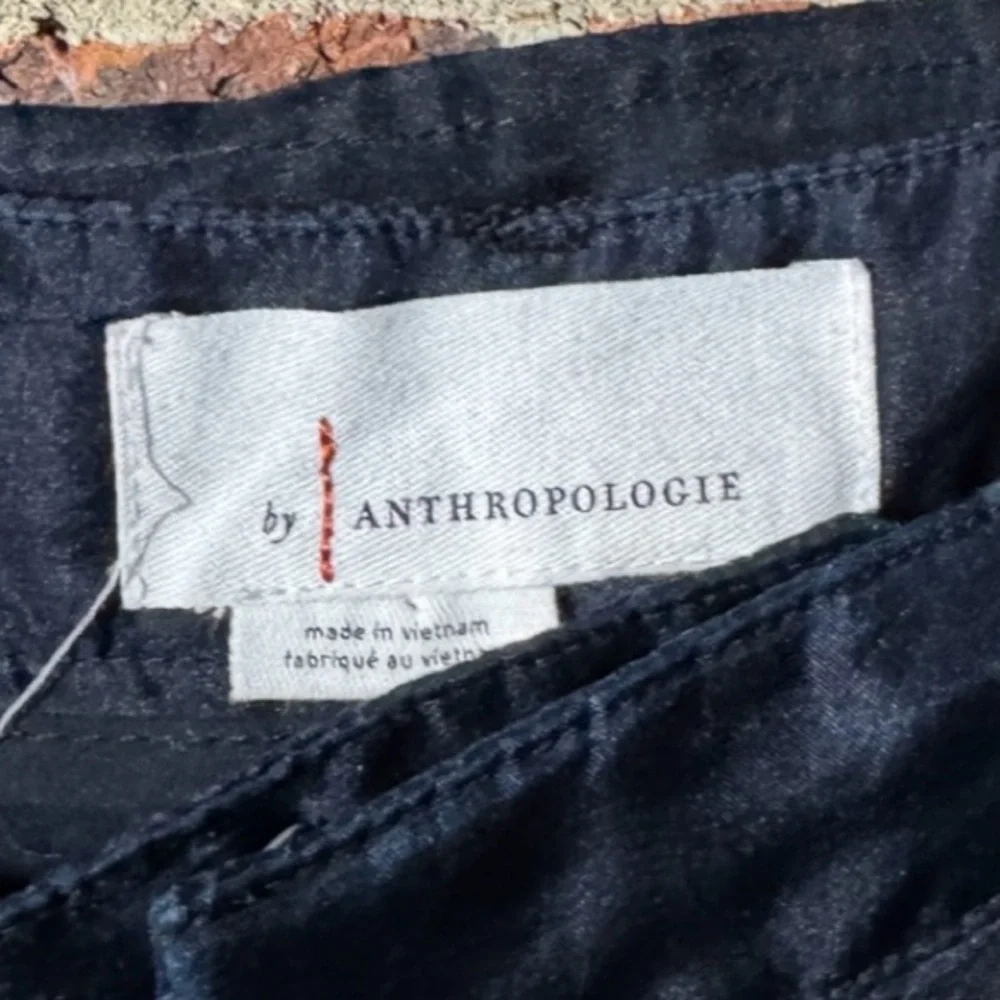 by ANTHROPOLOGIE
made in vietnam
fabriqué au